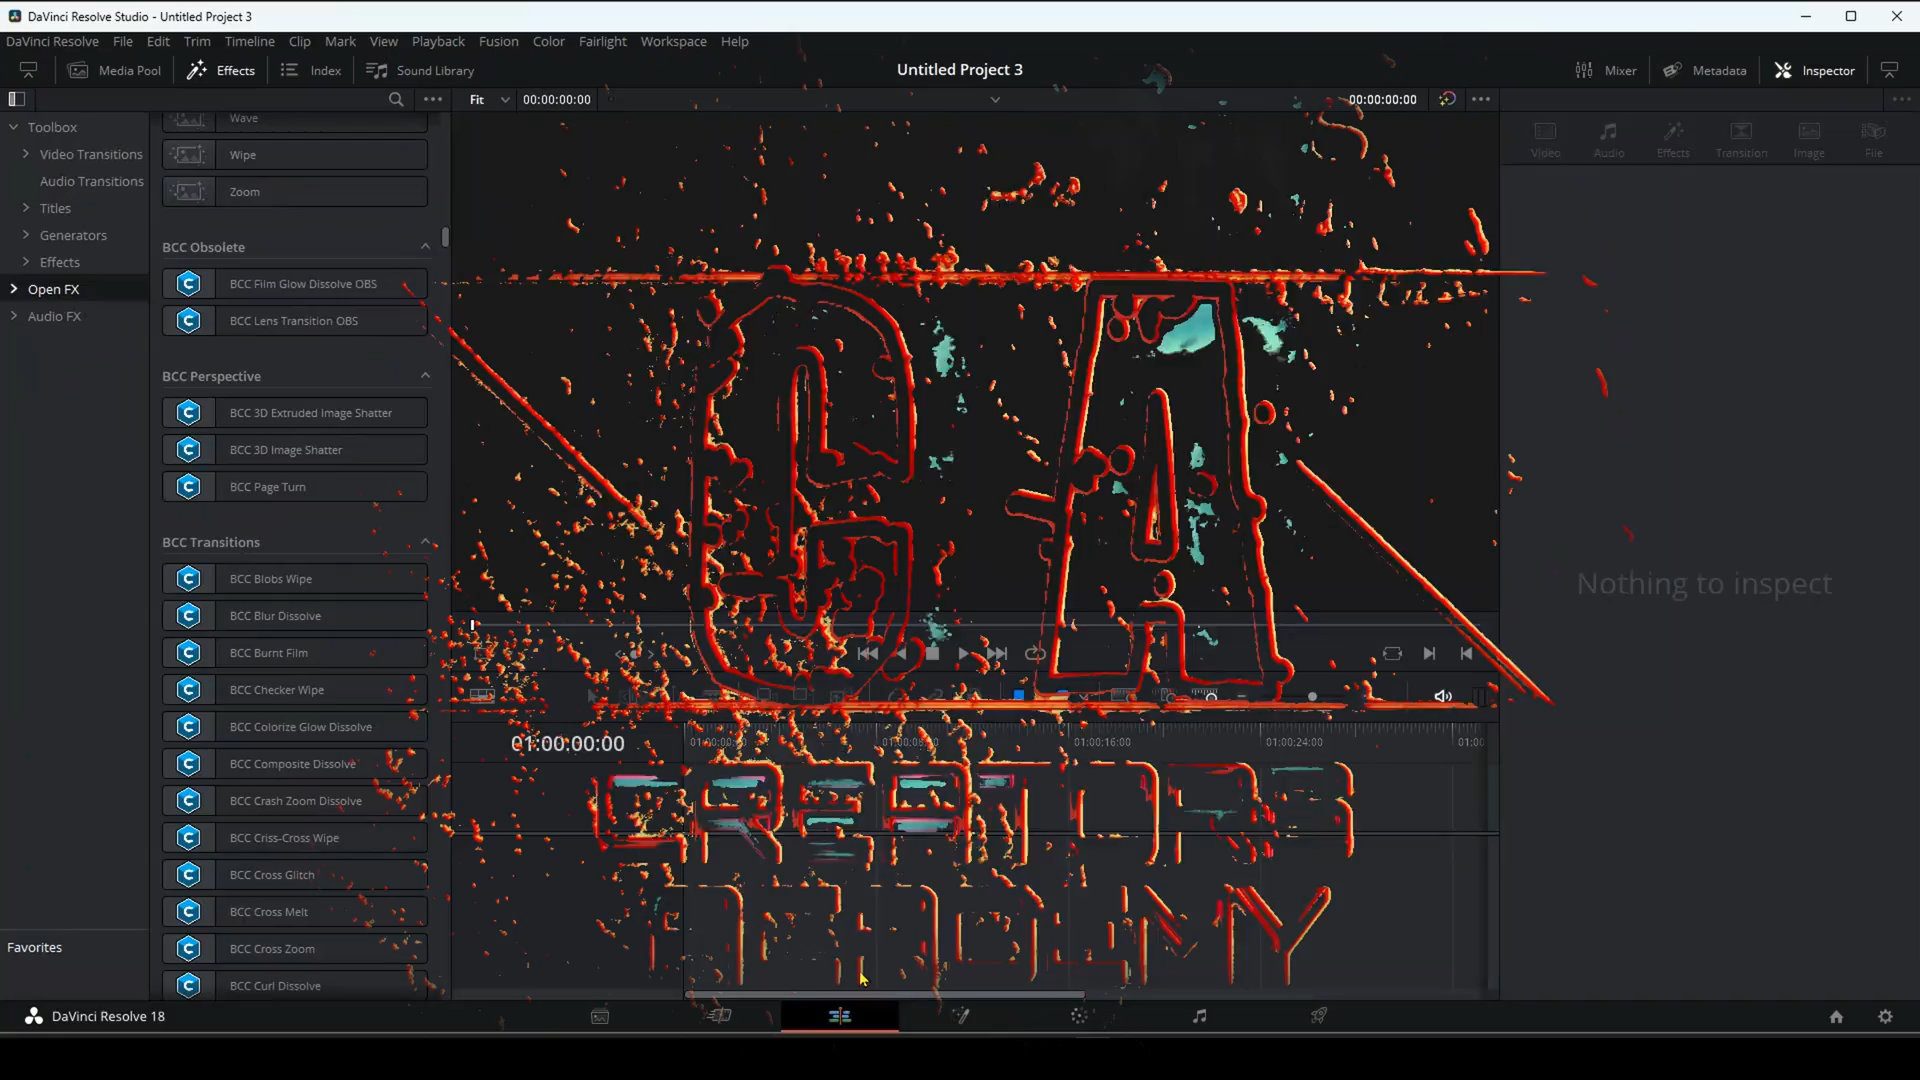 DaVinci Resolve Studio - Untitled Project 3
DaVinci Resolve File Edit Trim Timeline Clip Mark View Playback Fusion Color Fairlight Workspace Help
Media Pool Effects Index Sound Library Untitled Project 3 Mixer Metadata Inspector
Fit 00:00:00:00 00:00:00:00
Toolbox
Video Transitions
Audio Transitions
Titles
Generators
Effects
Open FX
Audio FX
Favorites
Wave
Wipe
Zoom
BCC Obsolete
BCC Film Glow Dissolve OBS
BCC Lens Transition OBS
BCC Perspective
BCC 3D Extruded Image Shatter
BCC 3D Image Shatter
BCC Page Turn
BCC Transitions
BCC Blobs Wipe
BCC Blur Dissolve
BCC Burnt Film
BCC Checker Wipe
BCC Colorize Glow Dissolve
BCC Composite Dissolve
BCC Crash Zoom Dissolve
BCC Criss-Cross Wipe
BCC Cross Glitch
BCC Cross Melt
BCC Cross Zoom
BCC Curl Dissolve
Video Audio Effects Transition Image File
Nothing to inspect
CA
01:00:00:00
01:00:16:00 01:00:24:00
CREATORS
ACADEMY
DaVinci Resolve 18